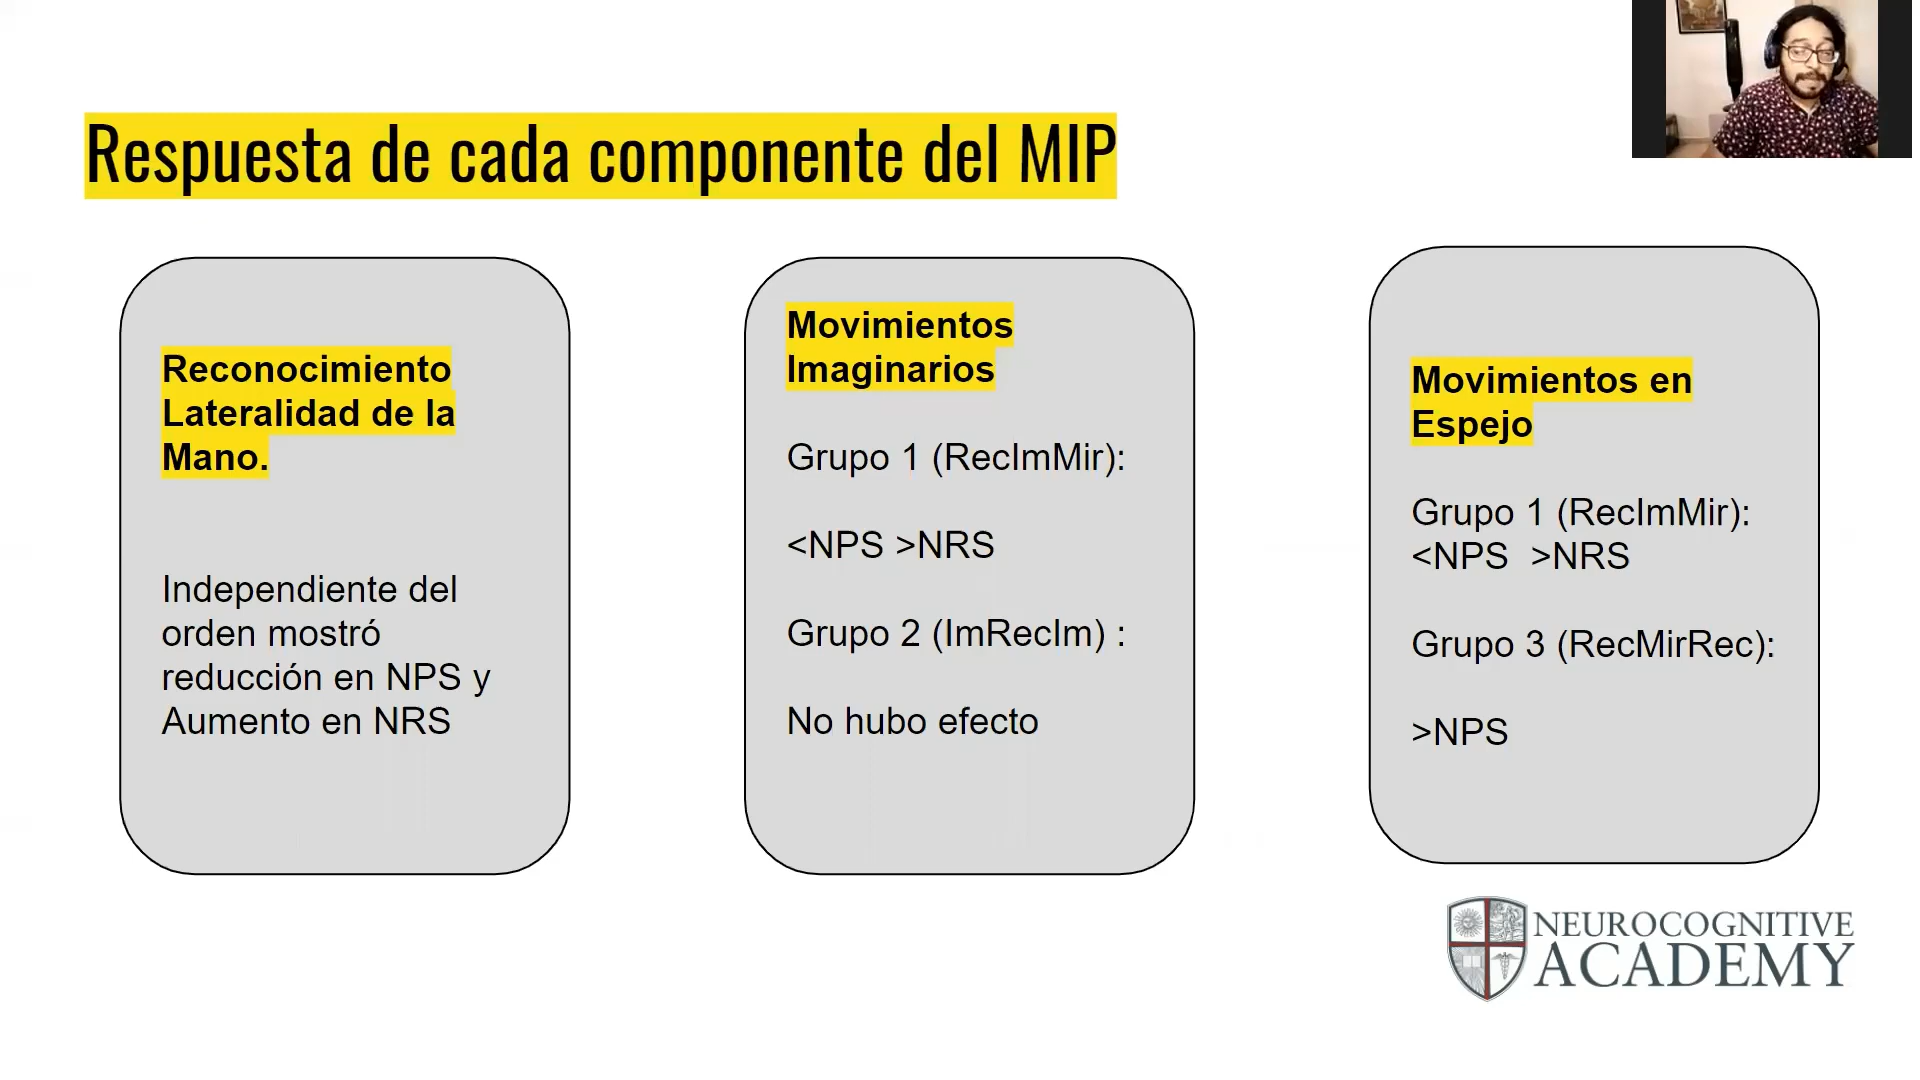 Respuesta de cada componente del MIP
Reconocimiento
Lateralidad de la
Mano.
Independiente del
orden mostró
reducción en NPS y
Aumento en NRS
Movimientos
Imaginarios
Grupo 1 (RecImMir):
<NPS >NRS
Grupo 2 (ImRecIm) :
No hubo efecto
Movimientos en
Espejo
Grupo 1 (RecImMir):
<NPS >NRS
Grupo 3 (RecMirRec):
>NPS
NEUROCOGNITIVE
ACADEMY